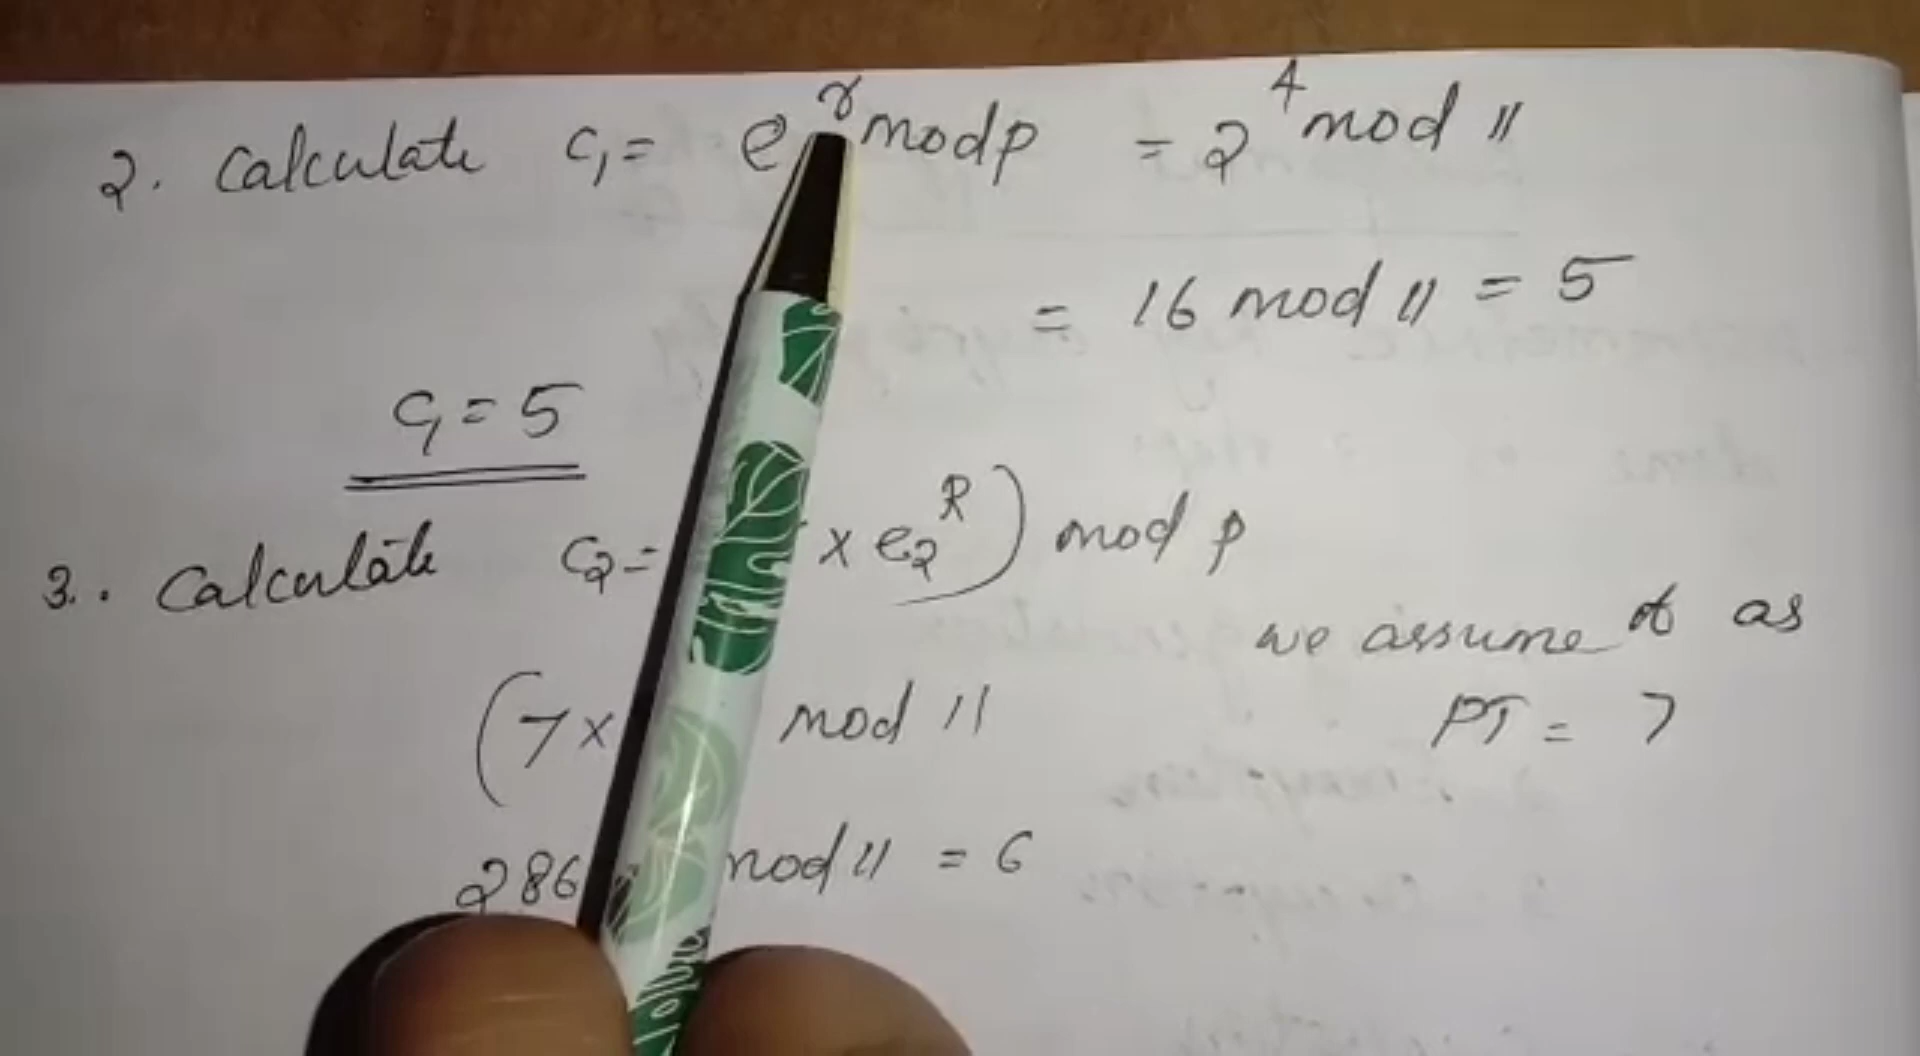 2. Calculate C1 = e r mod p = 2^4 mod 11
= 16 mod 11 = 5
C1 = 5
3. Calculate C2 = x e2^R) mod p
we assume as
(7 x mod 11 PT = 7
286 mod 11 = 6